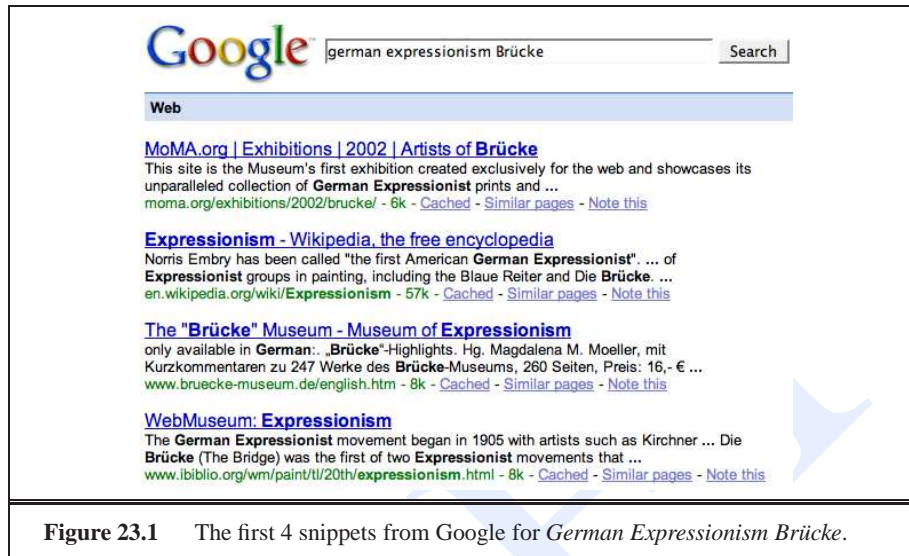 Google™ german expressionism Brücke Search
Web
MoMA.org | Exhibitions | 2002 | Artists of Brücke
This site is the Museum's first exhibition created exclusively for the web and showcases its
unparalleled collection of German Expressionist prints and ...
moma.org/exhibitions/2002/brucke/ - 6k - Cached - Similar pages - Note this
Expressionism - Wikipedia, the free encyclopedia
Norris Embry has been called "the first American German Expressionist". ... of
Expressionist groups in painting, including the Blaue Reiter and Die Brücke. ...
en.wikipedia.org/wiki/Expressionism - 57k - Cached - Similar pages - Note this
The "Brücke" Museum - Museum of Expressionism
only available in German:. „Brücke“-Highlights. Hg. Magdalena M. Moeller, mit
Kurzkommentaren zu 247 Werke des Brücke-Museums, 260 Seiten, Preis: 16,- € ...
www.bruecke-museum.de/english.htm - 8k - Cached - Similar pages - Note this
WebMuseum: Expressionism
The German Expressionist movement began in 1905 with artists such as Kirchner ... Die
Brücke (The Bridge) was the first of two Expressionist movements that ...
www.ibiblio.org/wm/paint/tl/20th/expressionism.html - 8k - Cached - Similar pages - Note this
Figure 23.1 The first 4 snippets from Google for German Expressionism Brücke.